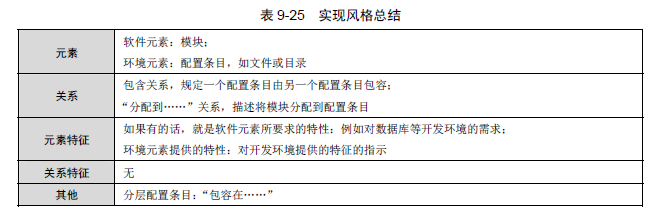 表 9-25 实现风格总结
元素
软件元素：模块；
环境元素：配置条目，如文件或目录
关系
包含关系，规定一个配置条目由另一个配置条目包容；
“分配到……”关系，描述将模块分配到配置条目
元素特征
如果有的话，就是软件元素所要求的特性：例如对数据库等开发环境的需求；
环境元素提供的特性：对开发环境提供的特征的指示
关系特征
无
其他
分层配置条目：“包容在……”